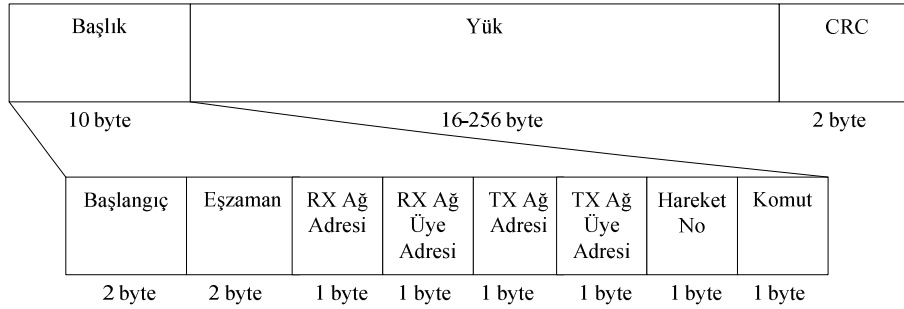 Başlık Yük CRC
10 byte 16-256 byte 2 byte
Başlangıç Eşzaman RX Ağ RX Ağ TX Ağ TX Ağ Hareket Komut
Adresi Üye Adresi Üye No
Adresi Adresi
2 byte 2 byte 1 byte 1 byte 1 byte 1 byte 1 byte 1 byte